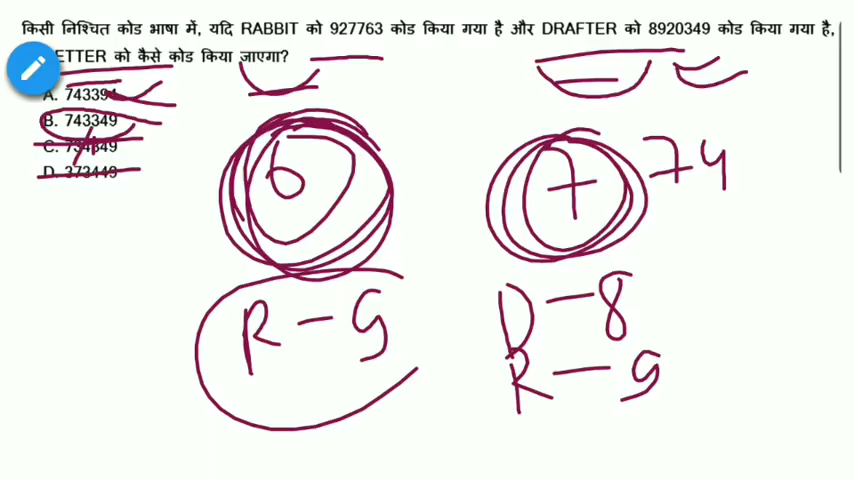 किसी निश्चित कोड भाषा में, यदि RABBIT को 927763 कोड किया गया है और DRAFTER को 8920349 कोड किया गया है,
ETTER को कैसे कोड किया जाएगा?
A. 743394
B. 743349
C. 734349
D. 373449
6
7
74
R - 9
D - 8
R - 9